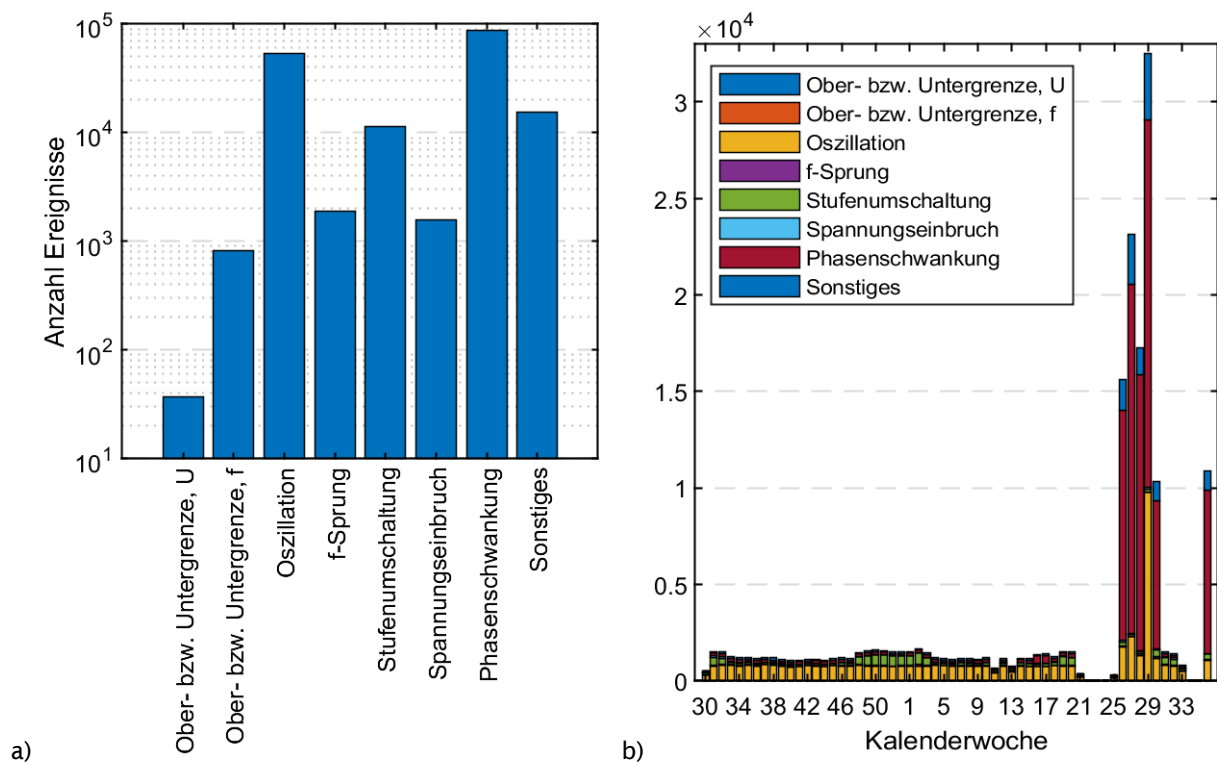 10^5
10^4
10^3
10^2
10^1
Anzahl Ereignisse
Ober- bzw. Untergrenze, U
Ober- bzw. Untergrenze, f
Oszillation
f-Sprung
Stufenumschaltung
Spannungseinbruch
Phasenschwankung
Sonstiges
a)
× 10^4
3
2.5
2
1.5
1
0.5
0
Ober- bzw. Untergrenze, U
Ober- bzw. Untergrenze, f
Oszillation
f-Sprung
Stufenumschaltung
Spannungseinbruch
Phasenschwankung
Sonstiges
30 34 38 42 46 50 1 5 9 13 17 21 25 29 33
Kalenderwoche
b)